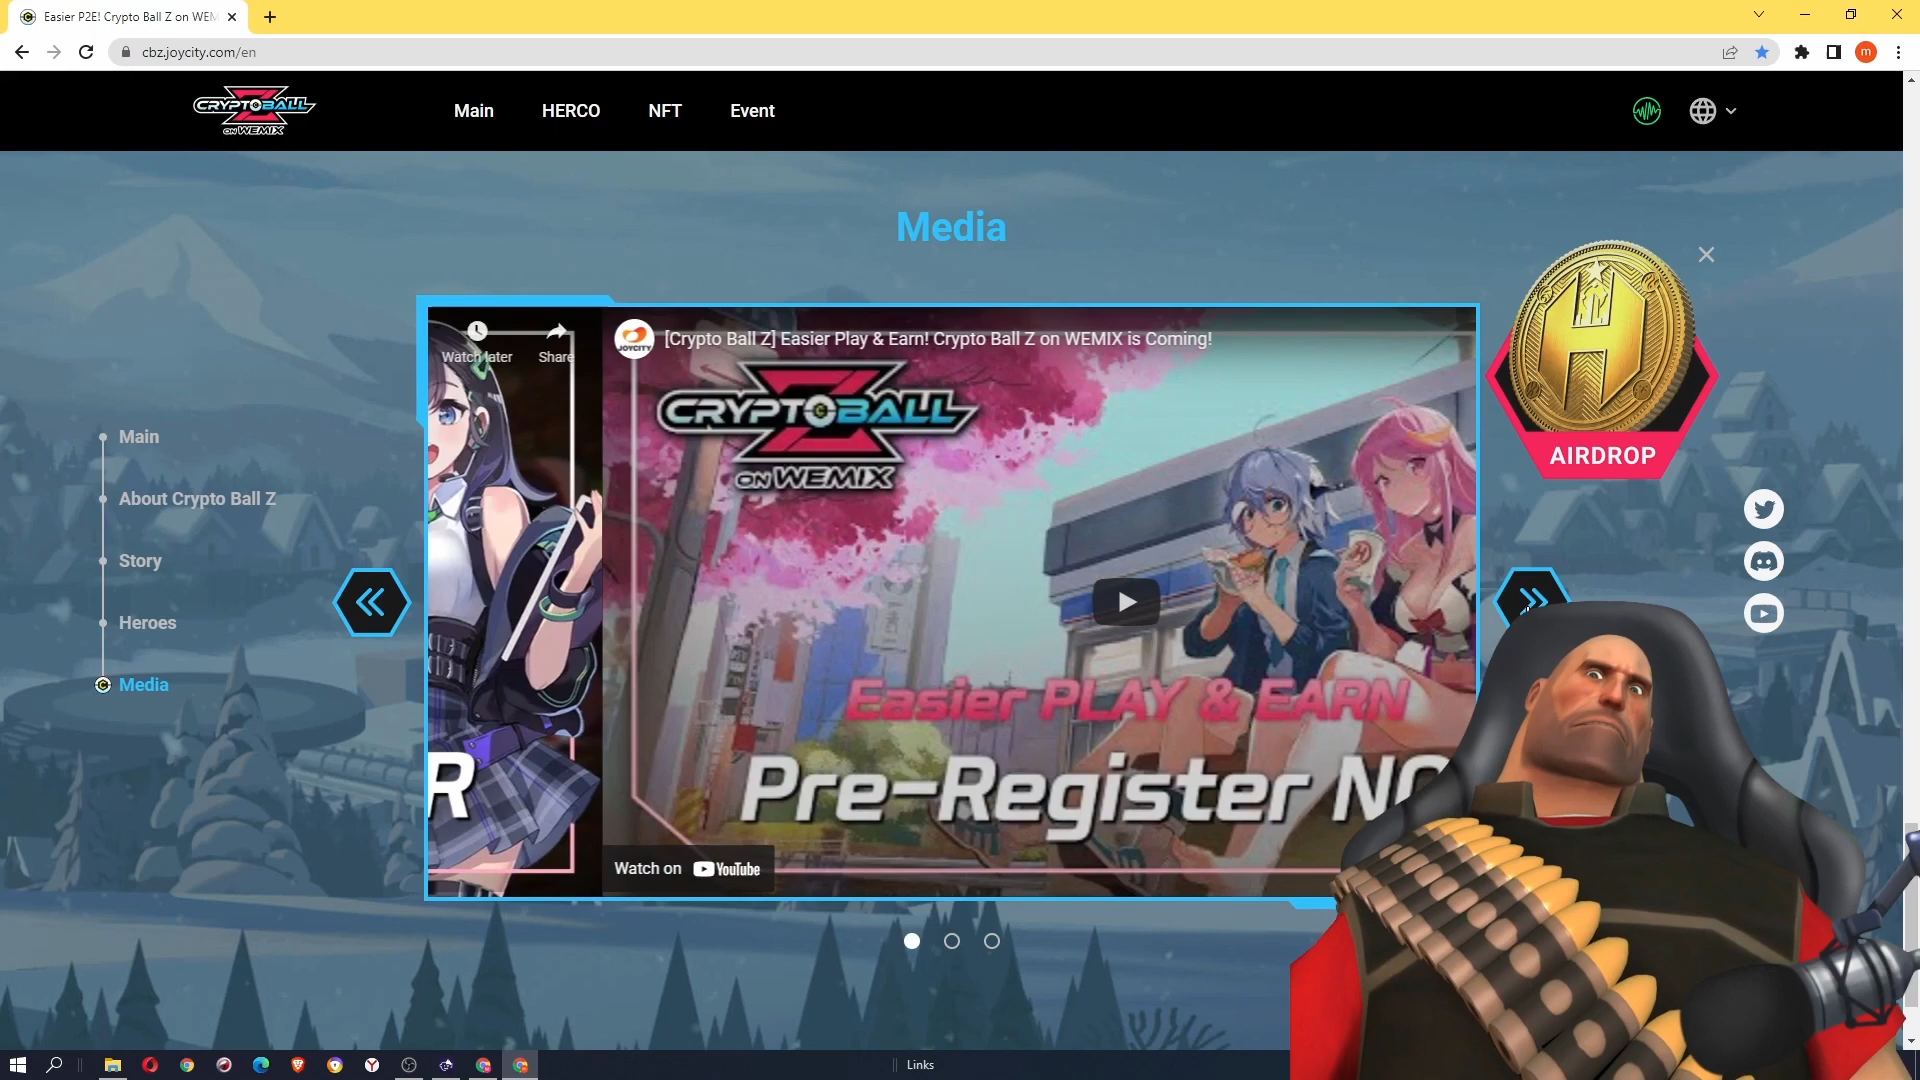 Easier P2E! Crypto Ball Z on WEM
cbz.joycity.com/en
m
CRYPTOBALL
Z
ON WEMIX
Main
HERCO
NFT
Event
Media
Watch later
Share
JOYCITY
[Crypto Ball Z] Easier Play & Earn! Crypto Ball Z on WEMIX is Coming!
CRYPTOBALL
Z
ON WEMIX
Easier PLAY & EARN
Pre-Register NO
R
Watch on YouTube
H
AIRDROP
Main
About Crypto Ball Z
Story
Heroes
Media
Links